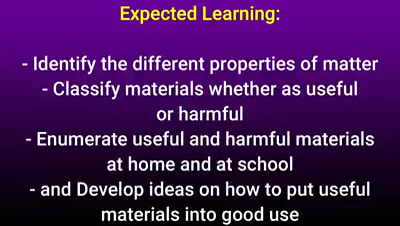 Expected Learning:
- Identify the different properties of matter
- Classify materials whether as useful
or harmful
- Enumerate useful and harmful materials
at home and at school
- and Develop ideas on how to put useful
materials into good use